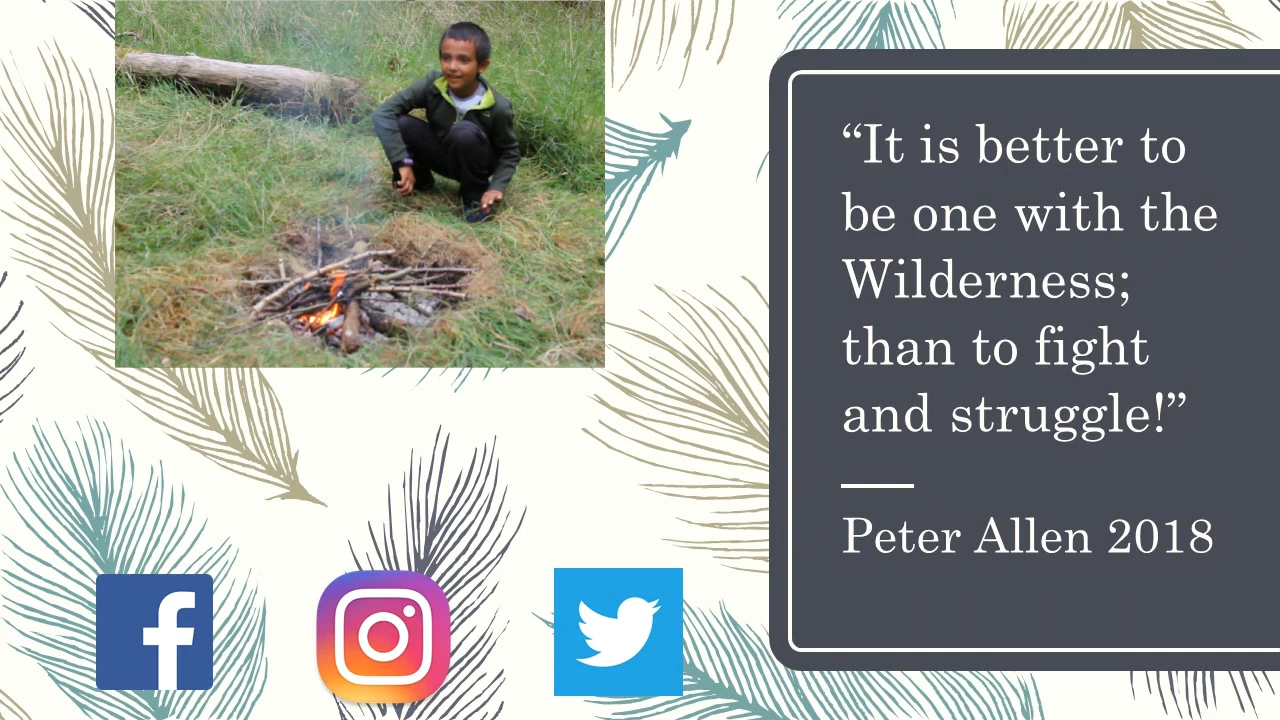 “It is better to
be one with the
Wilderness;
than to fight
and struggle!”
Peter Allen 2018